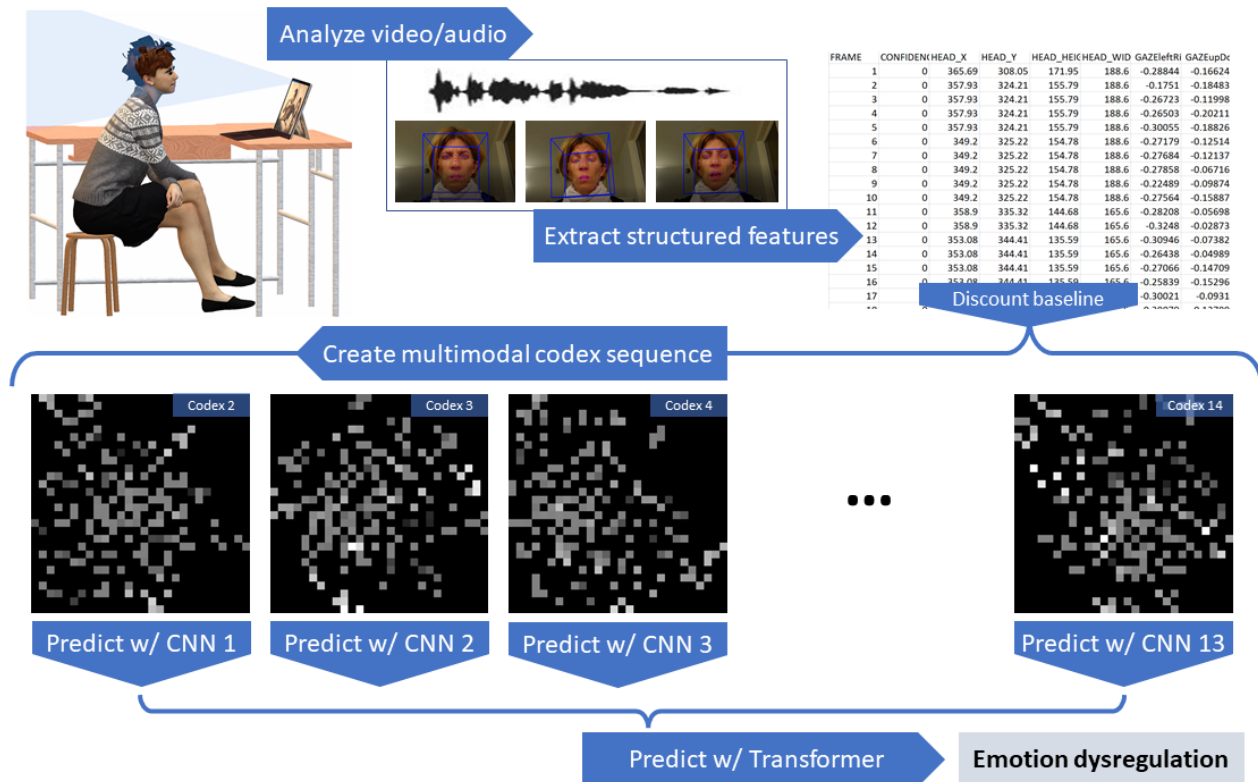 Analyze video/audio
FRAME CONFIDEN( HEAD_X HEAD_Y HEAD_HEIG HEAD_WID GAZEleftRi GAZEupDo
1 0 365.69 308.05 171.95 188.6 -0.28844 -0.16624
2 0 357.93 324.21 155.79 188.6 -0.1751 -0.18483
3 0 357.93 324.21 155.79 188.6 -0.26723 -0.11998
4 0 357.93 324.21 155.79 188.6 -0.26503 -0.20211
5 0 357.93 324.21 155.79 188.6 -0.30055 -0.18826
6 0 349.2 325.22 154.78 188.6 -0.27179 -0.12514
7 0 349.2 325.22 154.78 188.6 -0.27684 -0.12137
8 0 349.2 325.22 154.78 188.6 -0.27858 -0.06716
9 0 349.2 325.22 154.78 188.6 -0.22489 -0.09874
10 0 349.2 325.22 154.78 188.6 -0.27564 -0.15887
11 0 358.9 335.32 144.68 165.6 -0.28208 -0.05698
12 0 358.9 335.32 144.68 165.6 -0.3248 -0.02873
13 0 353.08 344.41 135.59 165.6 -0.30946 -0.07382
14 0 353.08 344.41 135.59 165.6 -0.26438 -0.04989
15 0 353.08 344.41 135.59 165.6 -0.27066 -0.14709
16 0 353.08 344.41 135.59 165.6 -0.25839 -0.15296
17 0 -0.30021 -0.0931
Extract structured features
Discount baseline
Create multimodal codex sequence
Codex 2
Codex 3
Codex 4
Codex 14
Predict w/ CNN 1
Predict w/ CNN 2
Predict w/ CNN 3
Predict w/ CNN 13
Predict w/ Transformer
Emotion dysregulation